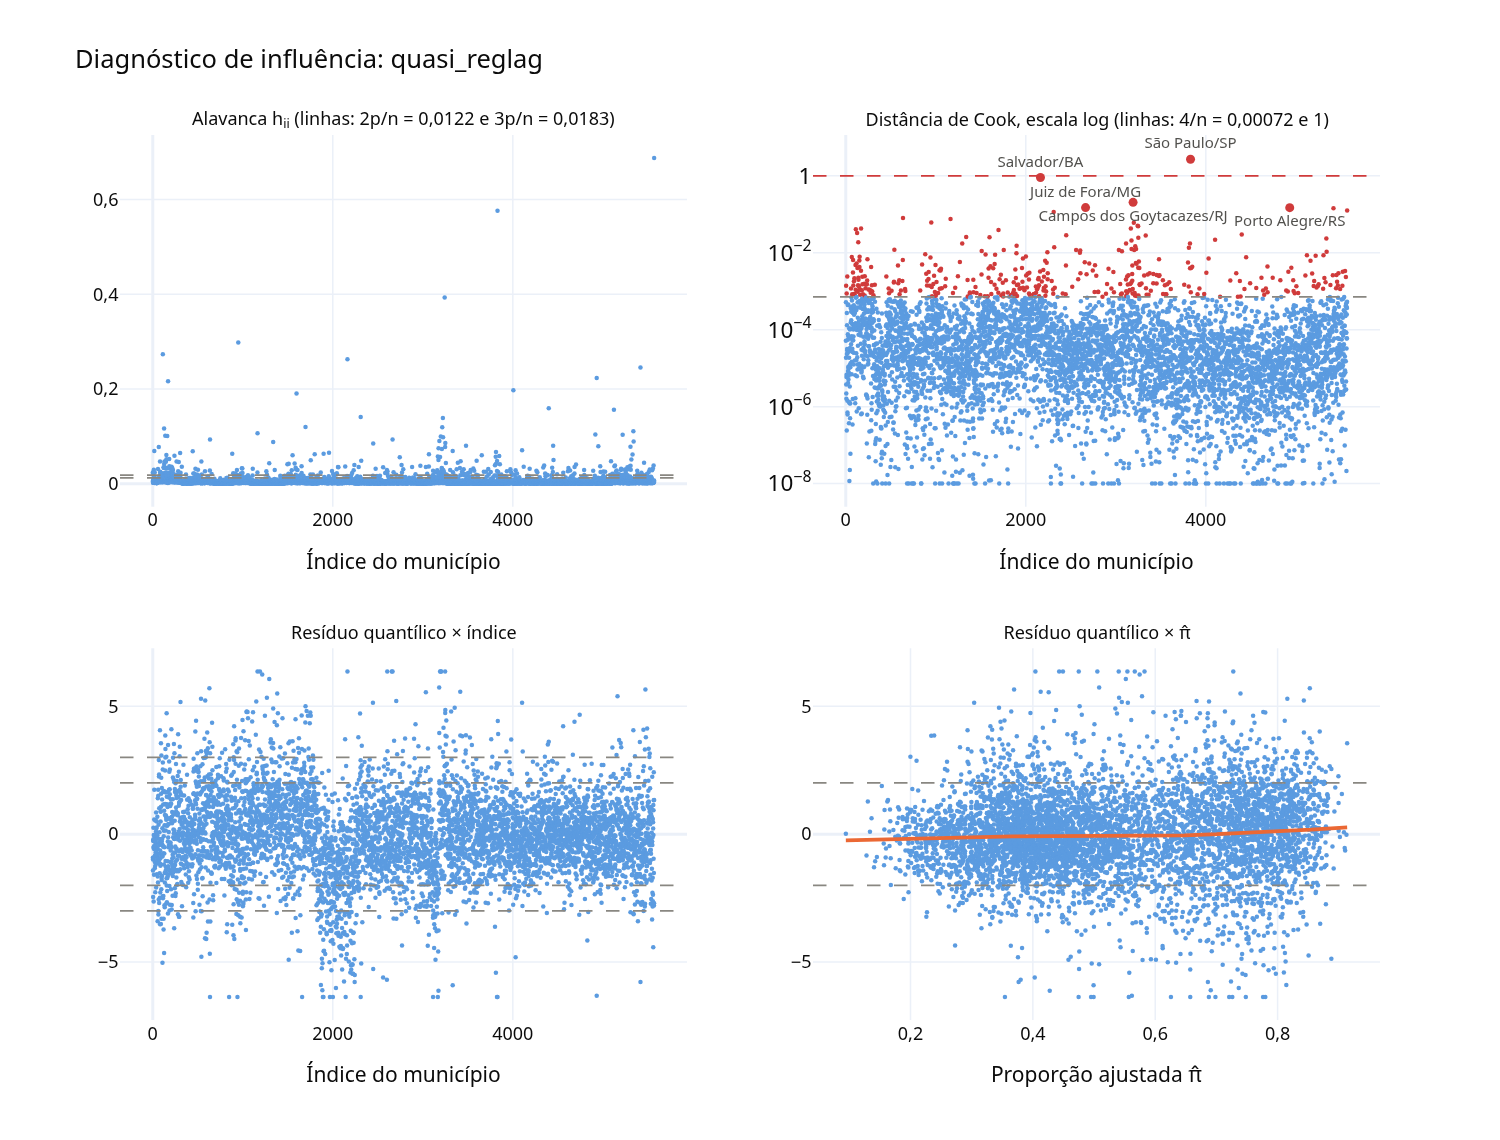 Diagnóstico de influência: quasi_reglag
Alavanca hᵢᵢ (linhas: 2p/n = 0,0122 e 3p/n = 0,0183)
0,6
0,4
0,2
0
0
2000
4000
Índice do município
Distância de Cook, escala log (linhas: 4/n = 0,00072 e 1)
São Paulo/SP
Salvador/BA
Juiz de Fora/MG
Campos dos Goytacazes/RJ
Porto Alegre/RS
1
10⁻²
10⁻⁴
10⁻⁶
10⁻⁸
0
2000
4000
Índice do município
Resíduo quantílico × índice
5
0
−5
0
2000
4000
Índice do município
Resíduo quantílico × π̂
5
0
−5
0,2
0,4
0,6
0,8
Proporção ajustada π̂